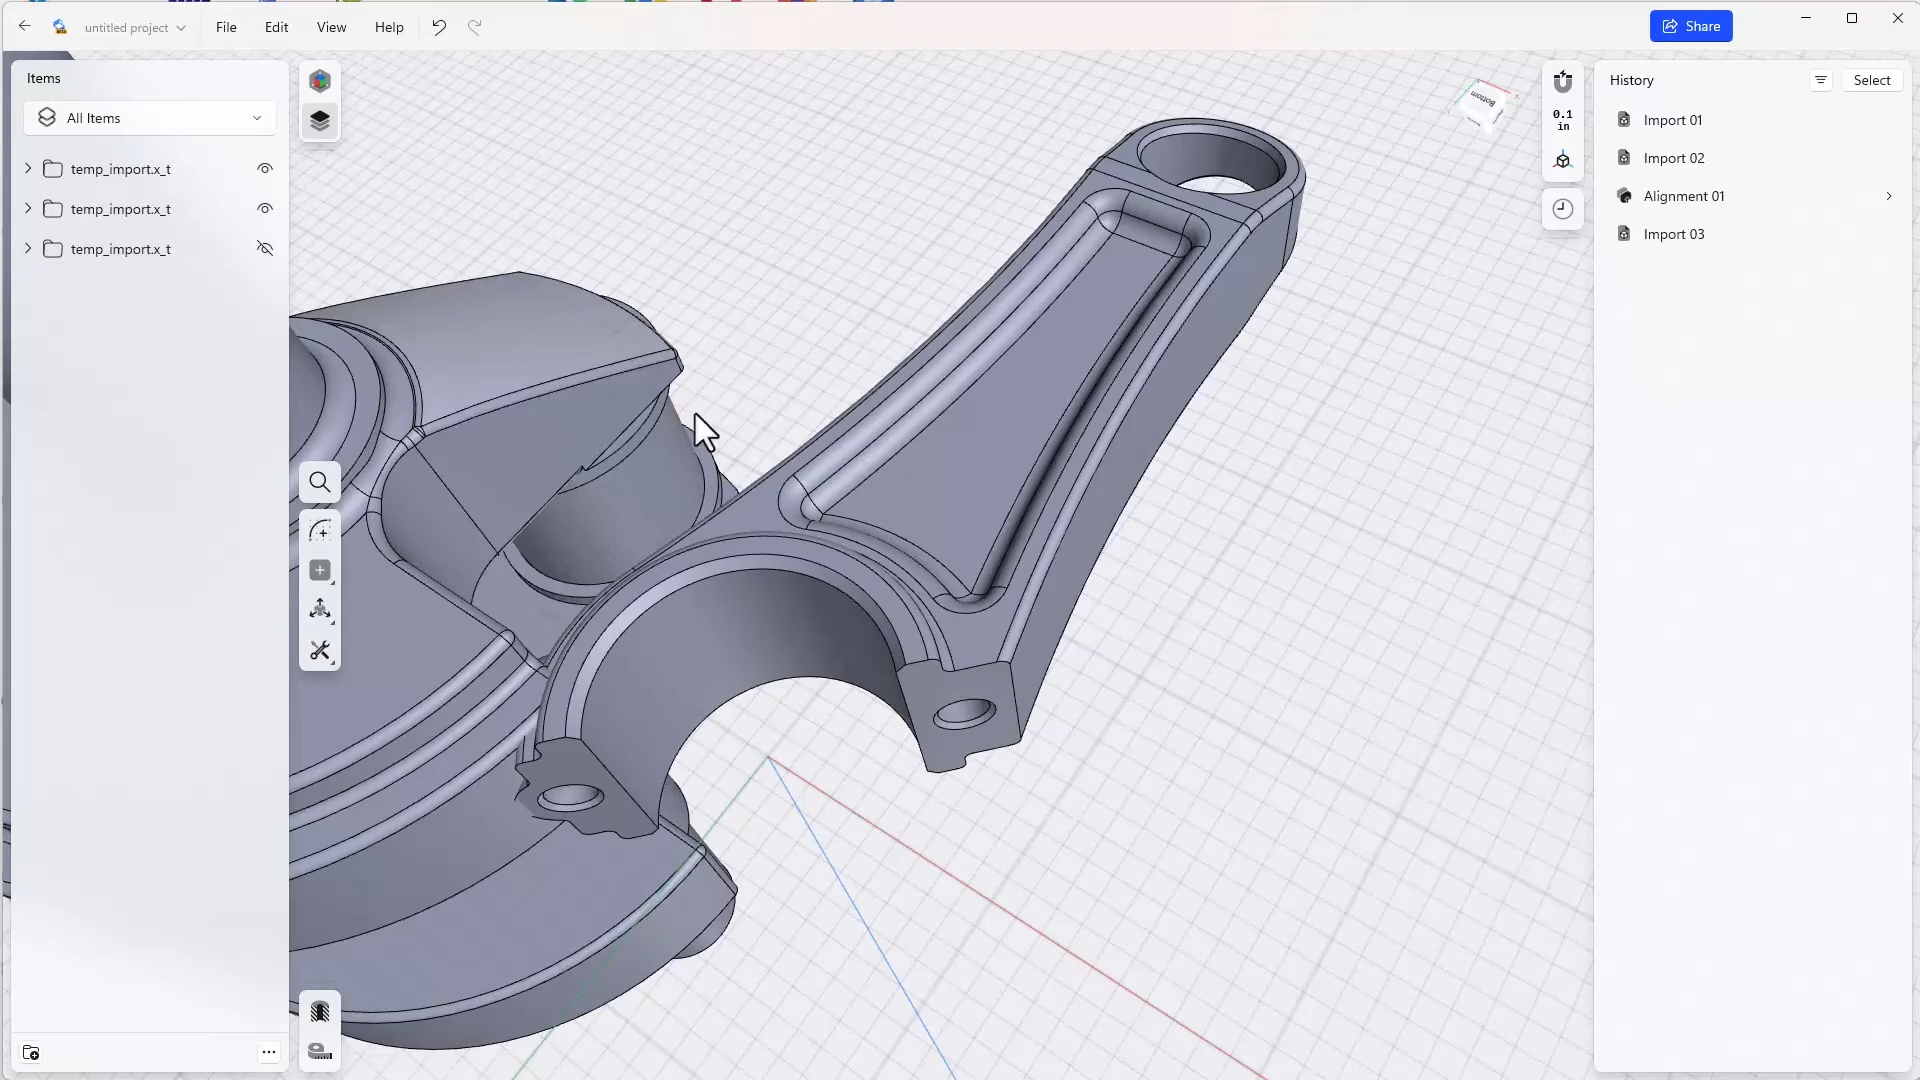 untitled project
File
Edit
View
Help
Share
Items
All Items
temp_import.x_t
temp_import.x_t
temp_import.x_t
Bottom
0.1
in
History
Select
Import 01
Import 02
Alignment 01
Import 03